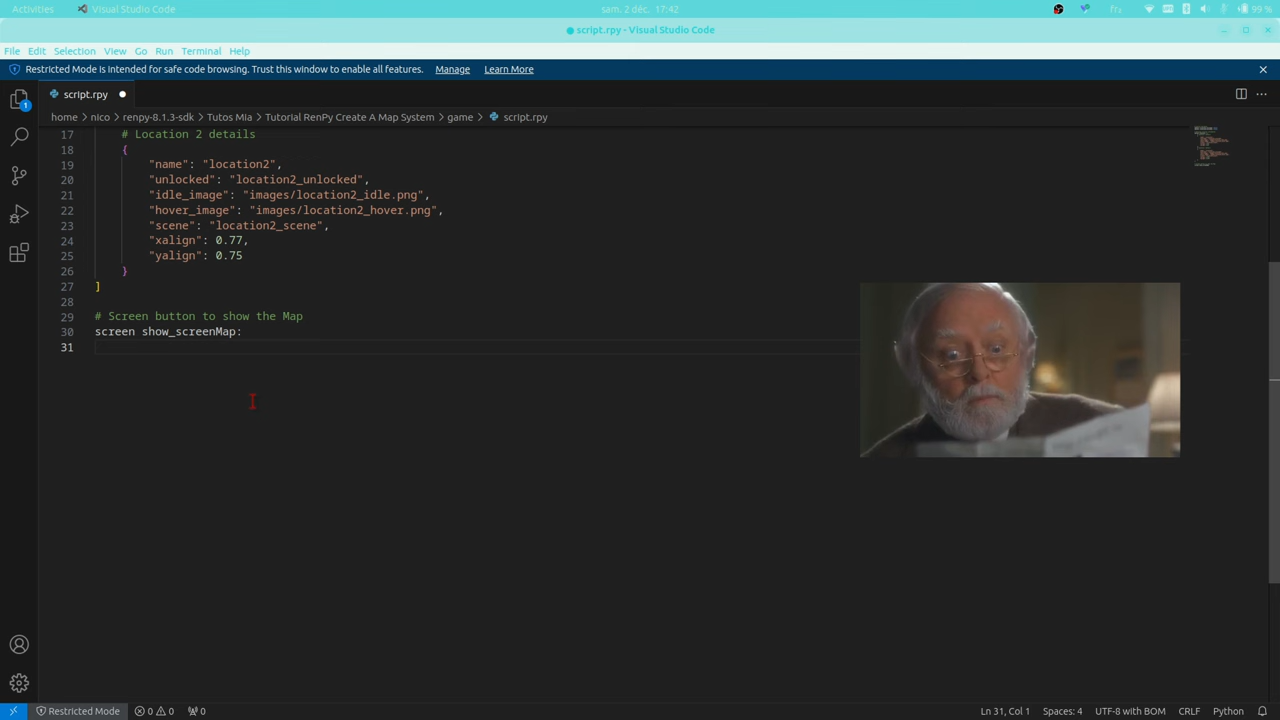 Activities
Visual Studio Code
sam. 2 déc. 17:42
fr₂
99 %
script.rpy - Visual Studio Code
File Edit Selection View Go Run Terminal Help
Restricted Mode is intended for safe code browsing. Trust this window to enable all features. Manage Learn More
1
script.rpy
home > nico > renpy-8.1.3-sdk > Tutos Mia > Tutorial RenPy Create A Map System > game > script.rpy
17 # Location 2 details
18 {
19 "name": "location2",
20 "unlocked": "location2_unlocked",
21 "idle_image": "images/location2_idle.png",
22 "hover_image": "images/location2_hover.png",
23 "scene": "location2_scene",
24 "xalign": 0.77,
25 "yalign": 0.75
26 }
27 ]
28
29 # Screen button to show the Map
30 screen show_screenMap:
31
Restricted Mode 0 0 0 Ln 31, Col 1 Spaces: 4 UTF-8 with BOM CRLF Python